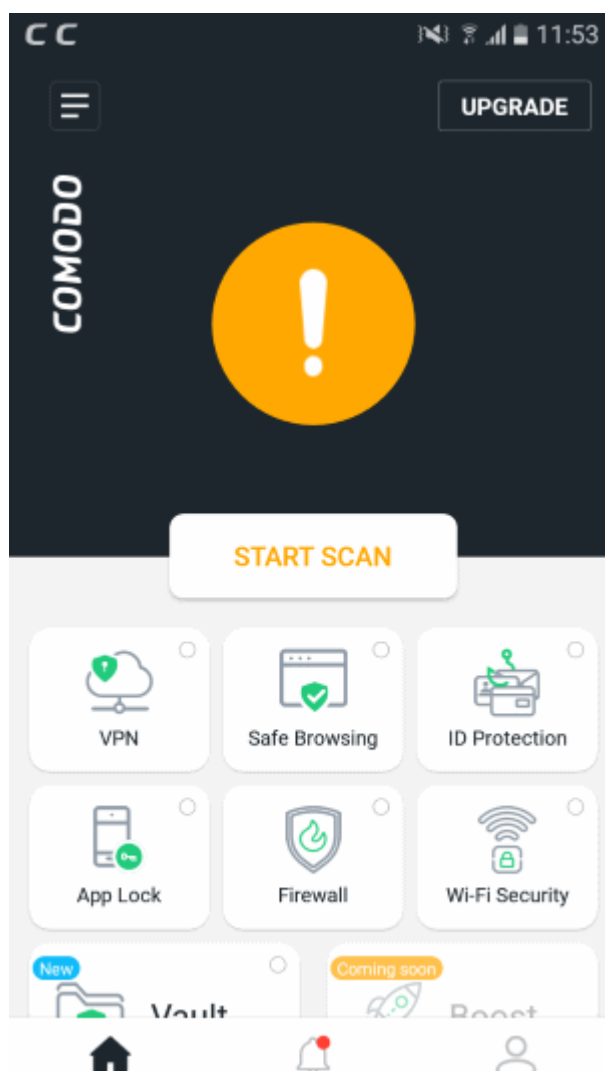 C C 11:53
UPGRADE
COMODO
START SCAN
VPN Safe Browsing ID Protection
App Lock Firewall Wi-Fi Security
New Coming soon
Vault Boost